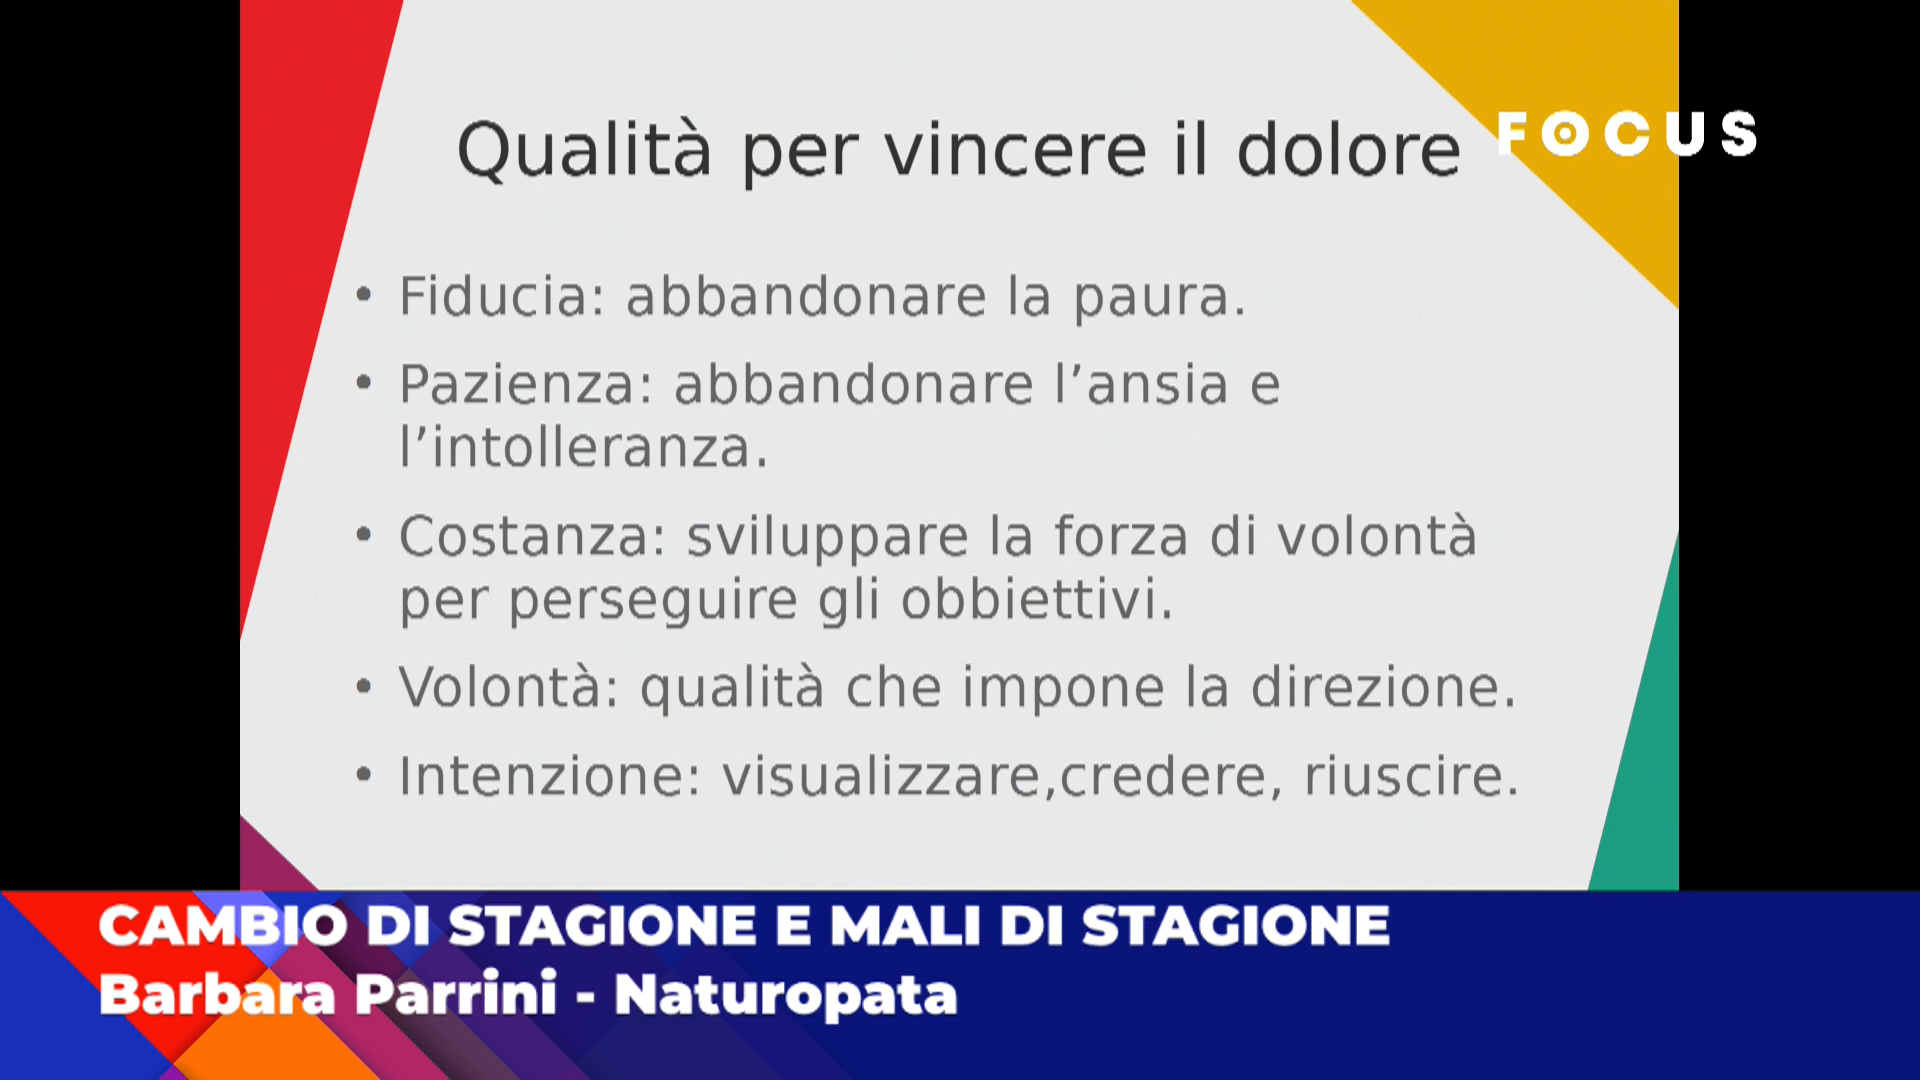 Qualità per vincere il dolore
FOCUS
• Fiducia: abbandonare la paura.
• Pazienza: abbandonare l’ansia e
l’intolleranza.
• Costanza: sviluppare la forza di volontà
per perseguire gli obbiettivi.
• Volontà: qualità che impone la direzione.
• Intenzione: visualizzare,credere, riuscire.
CAMBIO DI STAGIONE E MALI DI STAGIONE
Barbara Parrini - Naturopata